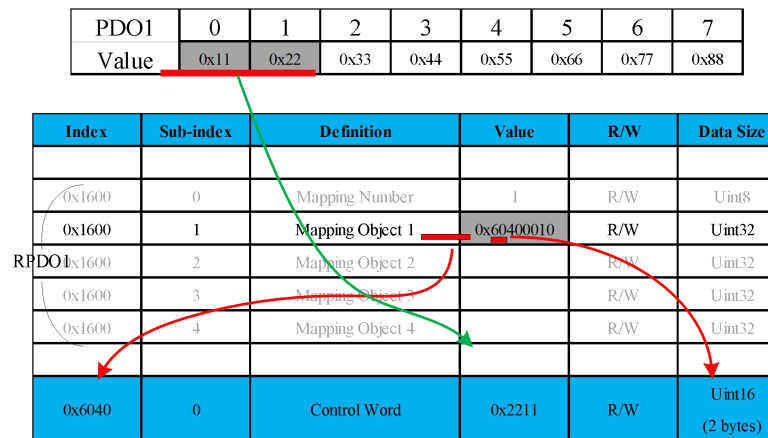 PDO1 0 1 2 3 4 5 6 7
Value 0x11 0x22 0x33 0x44 0x55 0x66 0x77 0x88
Index Sub-index Definition Value R/W Data Size
0x1600 0 Mapping Number 1 R/W Uint8
0x1600 1 Mapping Object 1 0x60400010 R/W Uint32
RPDO1
0x1600 2 Mapping Object 2 R/W Uint32
0x1600 3 Mapping Object 3 R/W Uint32
0x1600 4 Mapping Object 4 R/W Uint32
0x6040 0 Control Word 0x2211 R/W Uint16
(2 bytes)